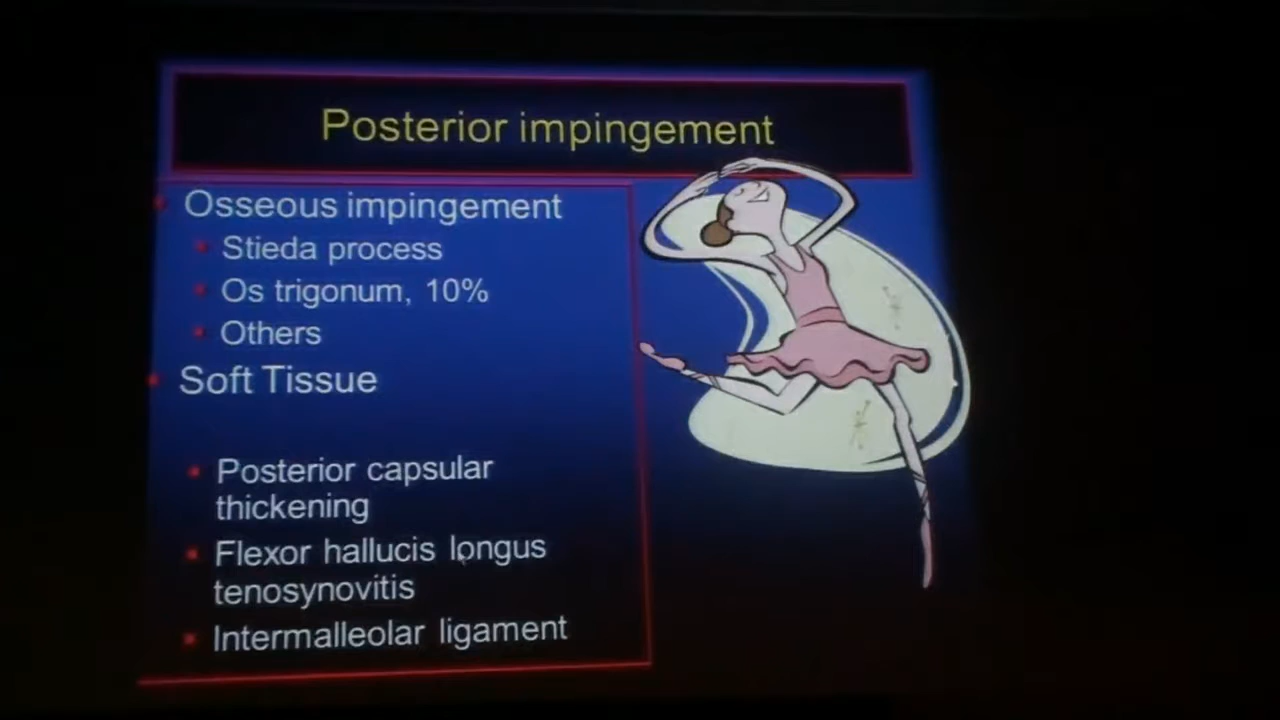 Posterior impingement
Osseous impingement
Stieda process
Os trigonum, 10%
Others
Soft Tissue
Posterior capsular
thickening
Flexor hallucis longus
tenosynovitis
Intermalleolar ligament